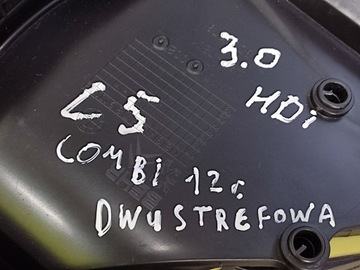 3.0
HDi
C5
COMBi 12r.
DWUSTREFOWA